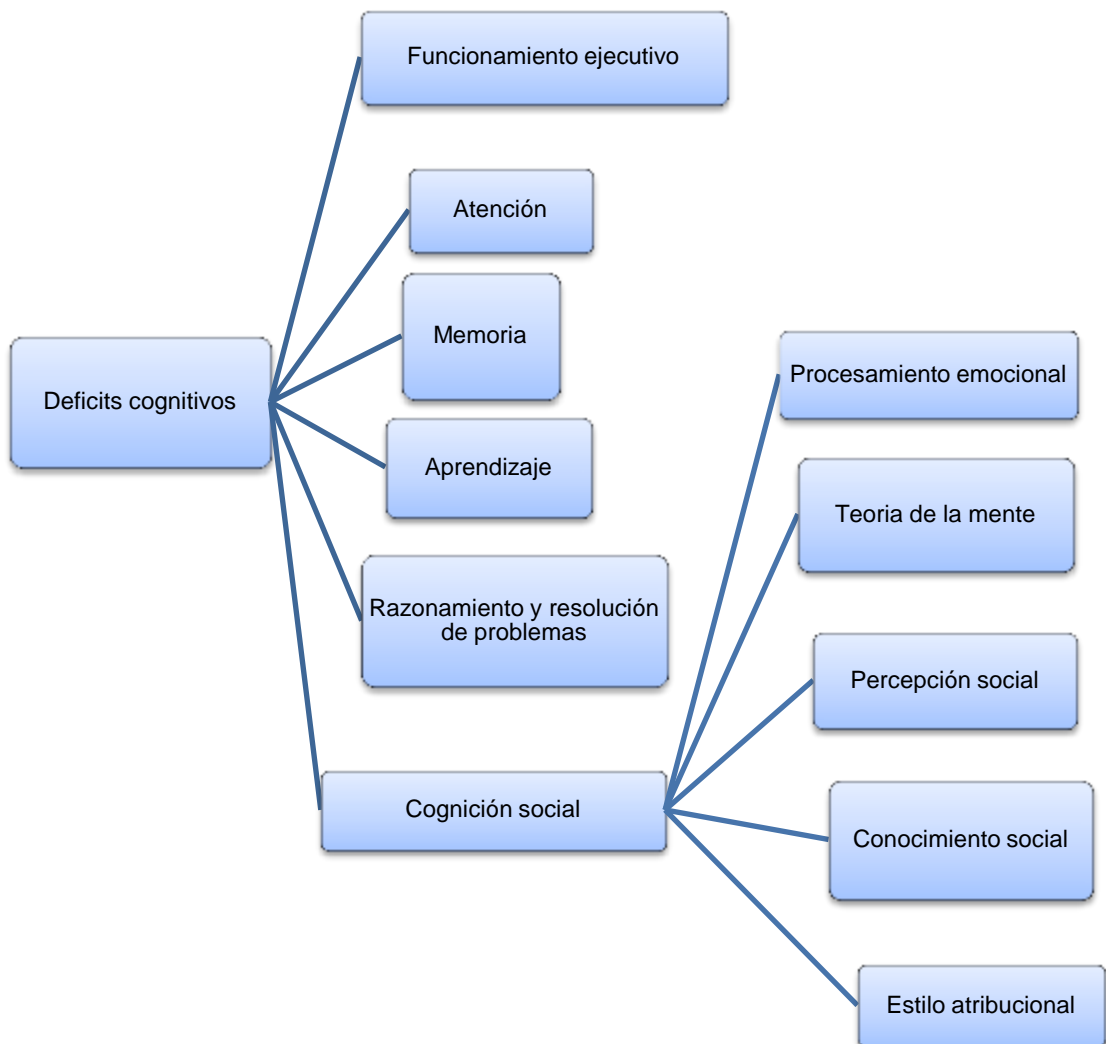 Funcionamiento ejecutivo
Atención
Memoria
Deficits cognitivos
Aprendizaje
Razonamiento y resolución
de problemas
Cognición social
Procesamiento emocional
Teoria de la mente
Percepción social
Conocimiento social
Estilo atribucional